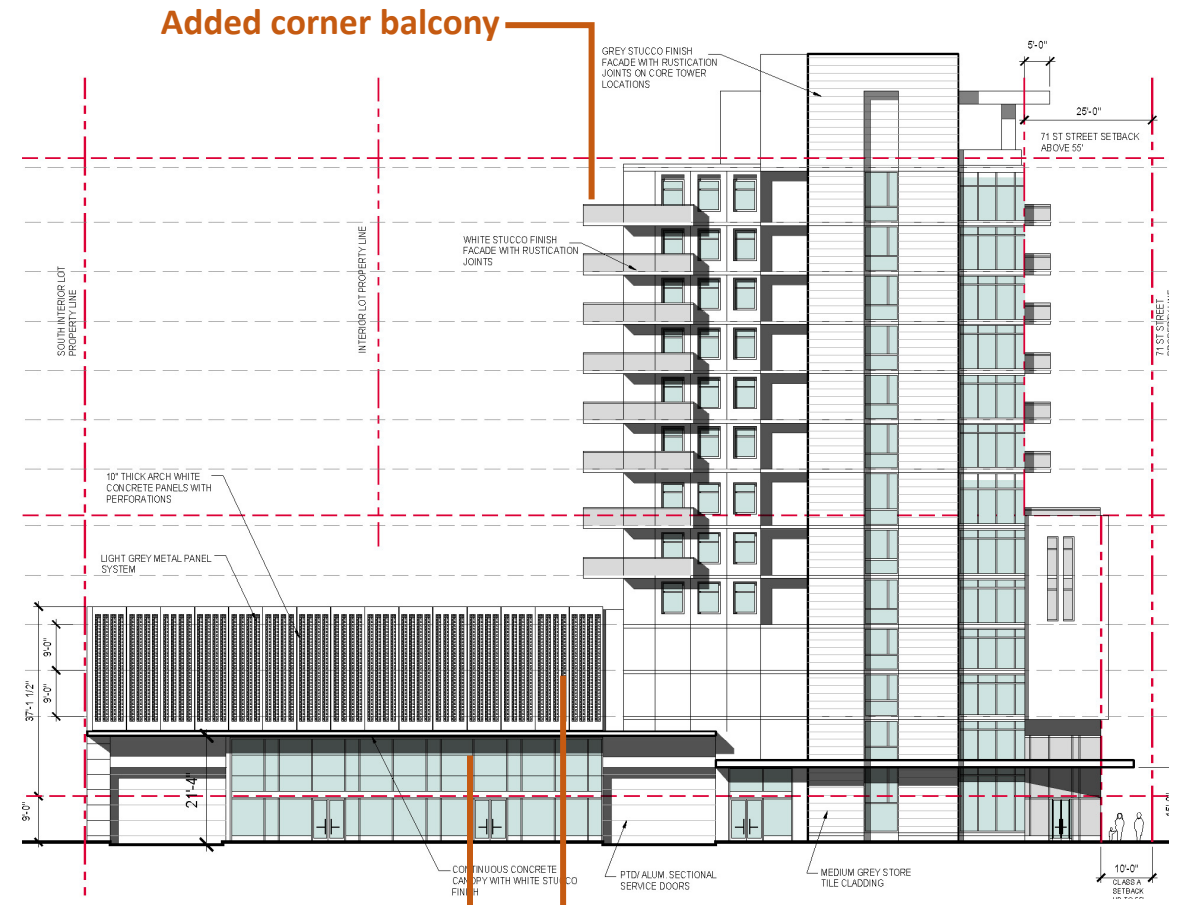 Added corner balcony
GREY STUCCO FINISH
FACADE WITH RUSTICATION
JOINTS ON CORE TOWER
LOCATIONS
5'-0"
25'-0"
71 ST STREET SETBACK
ABOVE 55'
WHITE STUCCO FINISH
FACADE WITH RUSTICATION
JOINTS
SOUTH INTERIOR LOT
PROPERTY LINE
INTERIOR LOT PROPERTY LINE
71 ST STREET
10" THICK ARCH WHITE
CONCRETE PANELS WITH
PERFORATIONS
LIGHT GREY METAL PANEL
SYSTEM
9'-0"
9'-0"
37'-1 1/2"
21'-4"
9'-0"
CONTINUOUS CONCRETE
CANOPY WITH WHITE STUCCO
FINISH
PTD/ ALUM. SECTIONAL
SERVICE DOORS
MEDIUM GREY STORE
TILE CLADDING
10'-0"
CLASS A
SETBACK